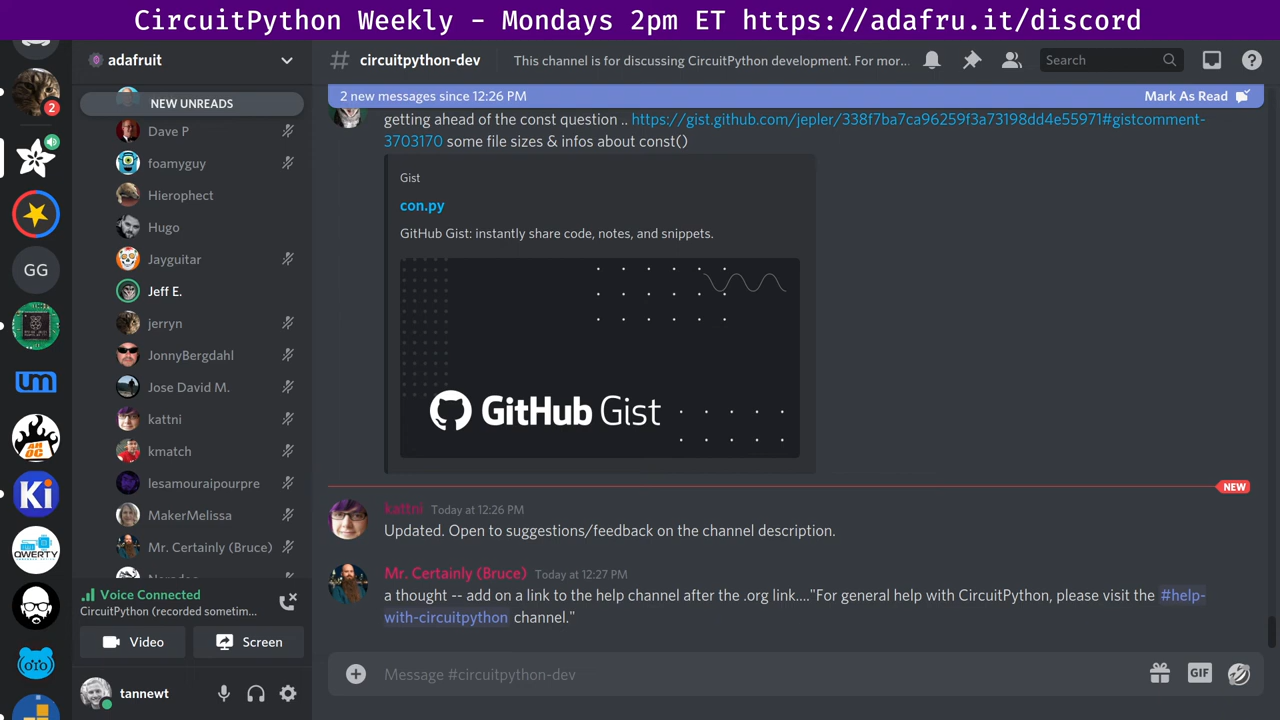 CircuitPython Weekly – Mondays 2pm ET https://adafru.it/discord
adafruit
circuitpython-dev
This channel is for discussing CircuitPython development. For mor...
Search
2
NEW UNREADS
Dave P
foamyguy
Hierophect
Hugo
Jayguitar
GG
Jeff E.
jerryn
JonnyBergdahl
Jose David M.
um
kattni
kmatch
lesamouraipourpre
Ki
MakerMelissa
QWERTY
Mr. Certainly (Bruce)
Voice Connected
CircuitPython (recorded sometim...
Video
Screen
tannewt
2 new messages since 12:26 PM
Mark As Read
getting ahead of the const question .. https://gist.github.com/jepler/338f7ba7ca96259f3a73198dd4e55971#gistcomment-
3703170 some file sizes & infos about const()
Gist
con.py
GitHub Gist: instantly share code, notes, and snippets.
GitHub Gist
NEW
kattni Today at 12:26 PM
Updated. Open to suggestions/feedback on the channel description.
Mr. Certainly (Bruce) Today at 12:27 PM
a thought -- add on a link to the help channel after the .org link...."For general help with CircuitPython, please visit the #help-
with-circuitpython channel."
Message #circuitpython-dev
GIF